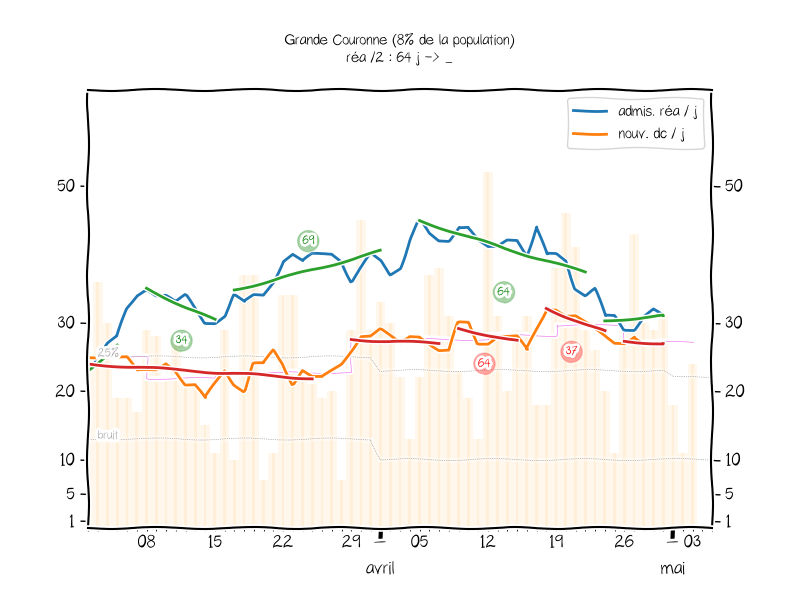 Grande Couronne (8% de la population)
réa /2 : 64 j -> _
admis. réa / j
nouv. dc / j
50
50
69
64
30
30
34
37
25%
64
20
20
bruit
10
10
5
5
1
1
08 15 22 29 05 12 19 26 03
avril mai